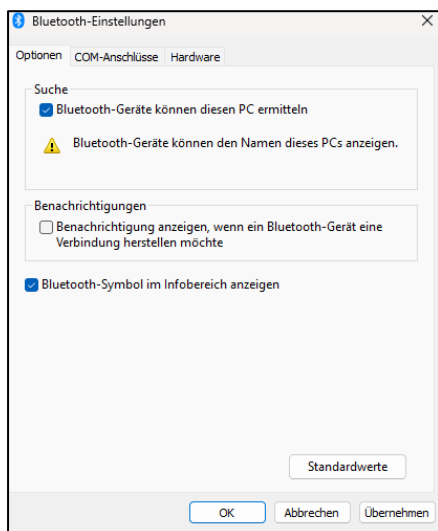 Bluetooth-Einstellungen
Optionen COM-Anschlüsse Hardware
Suche
Bluetooth-Geräte können diesen PC ermitteln
Bluetooth-Geräte können den Namen dieses PCs anzeigen.
Benachrichtigungen
Benachrichtigung anzeigen, wenn ein Bluetooth-Gerät eine
Verbindung herstellen möchte
Bluetooth-Symbol im Infobereich anzeigen
Standardwerte
OK Abbrechen Übernehmen